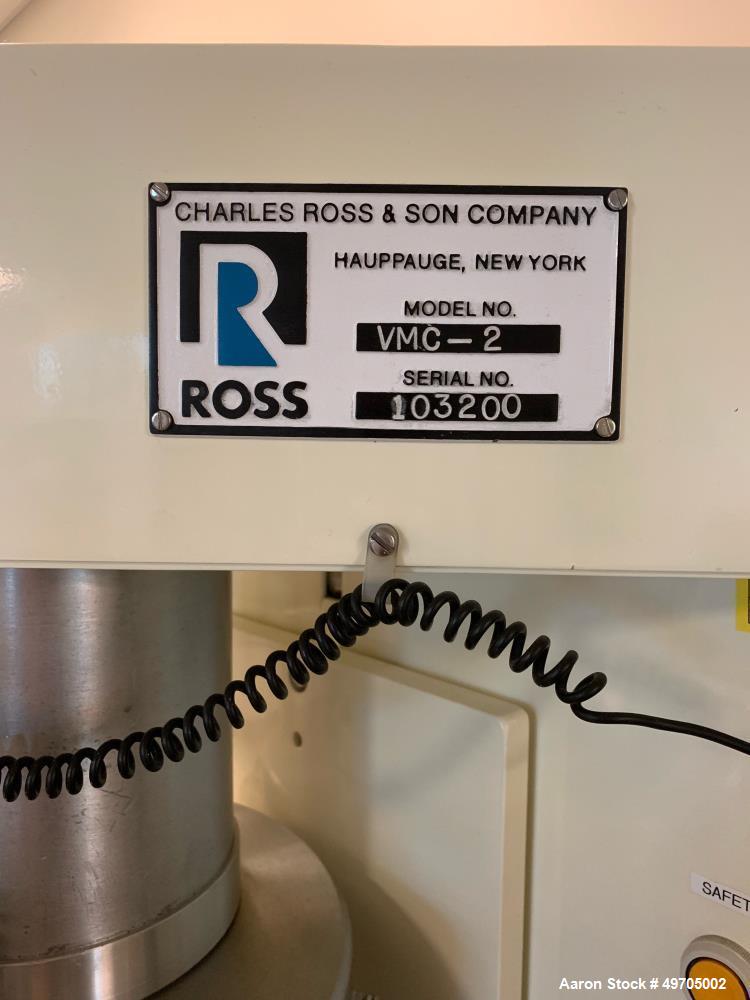 CHARLES ROSS & SON COMPANY
HAUPPAUGE, NEW YORK
MODEL NO.
VMC-2
ROSS
SERIAL NO.
103200
SAFET
Aaron Stock # 49705002